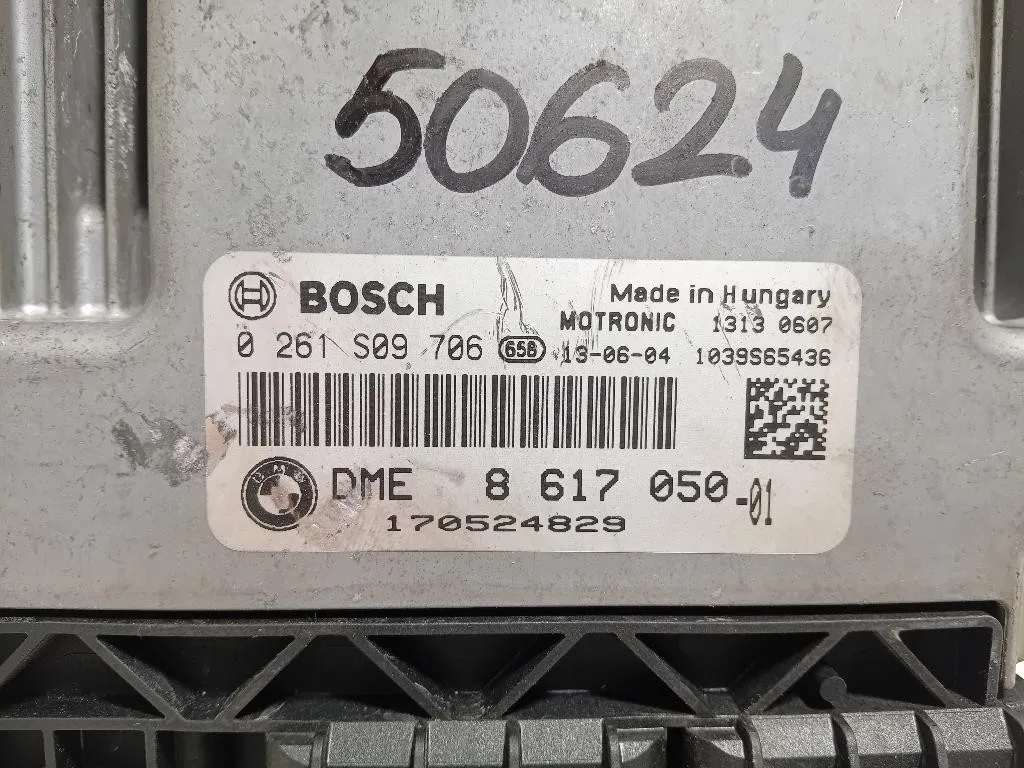 50624
BOSCH Made in Hungary
MOTRONIC 1313 0607
0 261 S09 706 658 13-06-04 1039S65436
DME 8 617 050-01
170524829